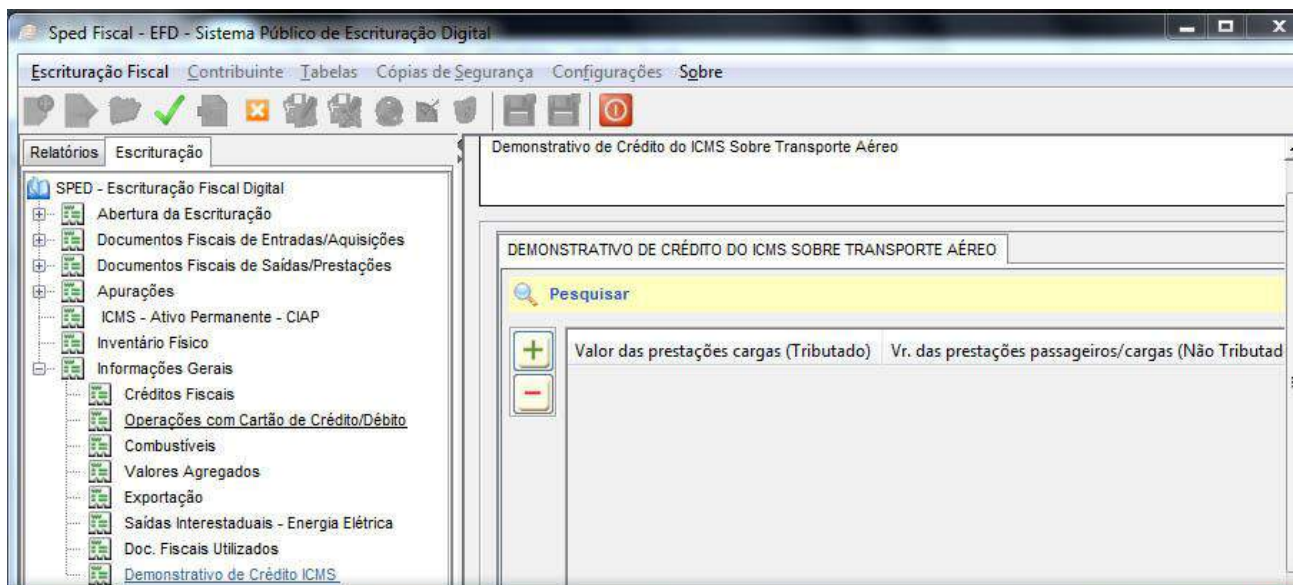 Sped Fiscal - EFD - Sistema Público de Escrituração Digital
Escrituração Fiscal Contribuinte Tabelas Cópias de Segurança Configurações Sobre
Relatórios Escrituração
SPED - Escrituração Fiscal Digital
Abertura da Escrituração
Documentos Fiscais de Entradas/Aquisições
Documentos Fiscais de Saídas/Prestações
Apurações
ICMS - Ativo Permanente - CIAP
Inventário Físico
Informações Gerais
Créditos Fiscais
Operações com Cartão de Crédito/Débito
Combustíveis
Valores Agregados
Exportação
Saídas Interestaduais - Energia Elétrica
Doc. Fiscais Utilizados
Demonstrativo de Crédito ICMS
Demonstrativo de Crédito do ICMS Sobre Transporte Aéreo
DEMONSTRATIVO DE CRÉDITO DO ICMS SOBRE TRANSPORTE AÉREO
Pesquisar
Valor das prestações cargas (Tributado) Vr. das prestações passageiros/cargas (Não Tributad